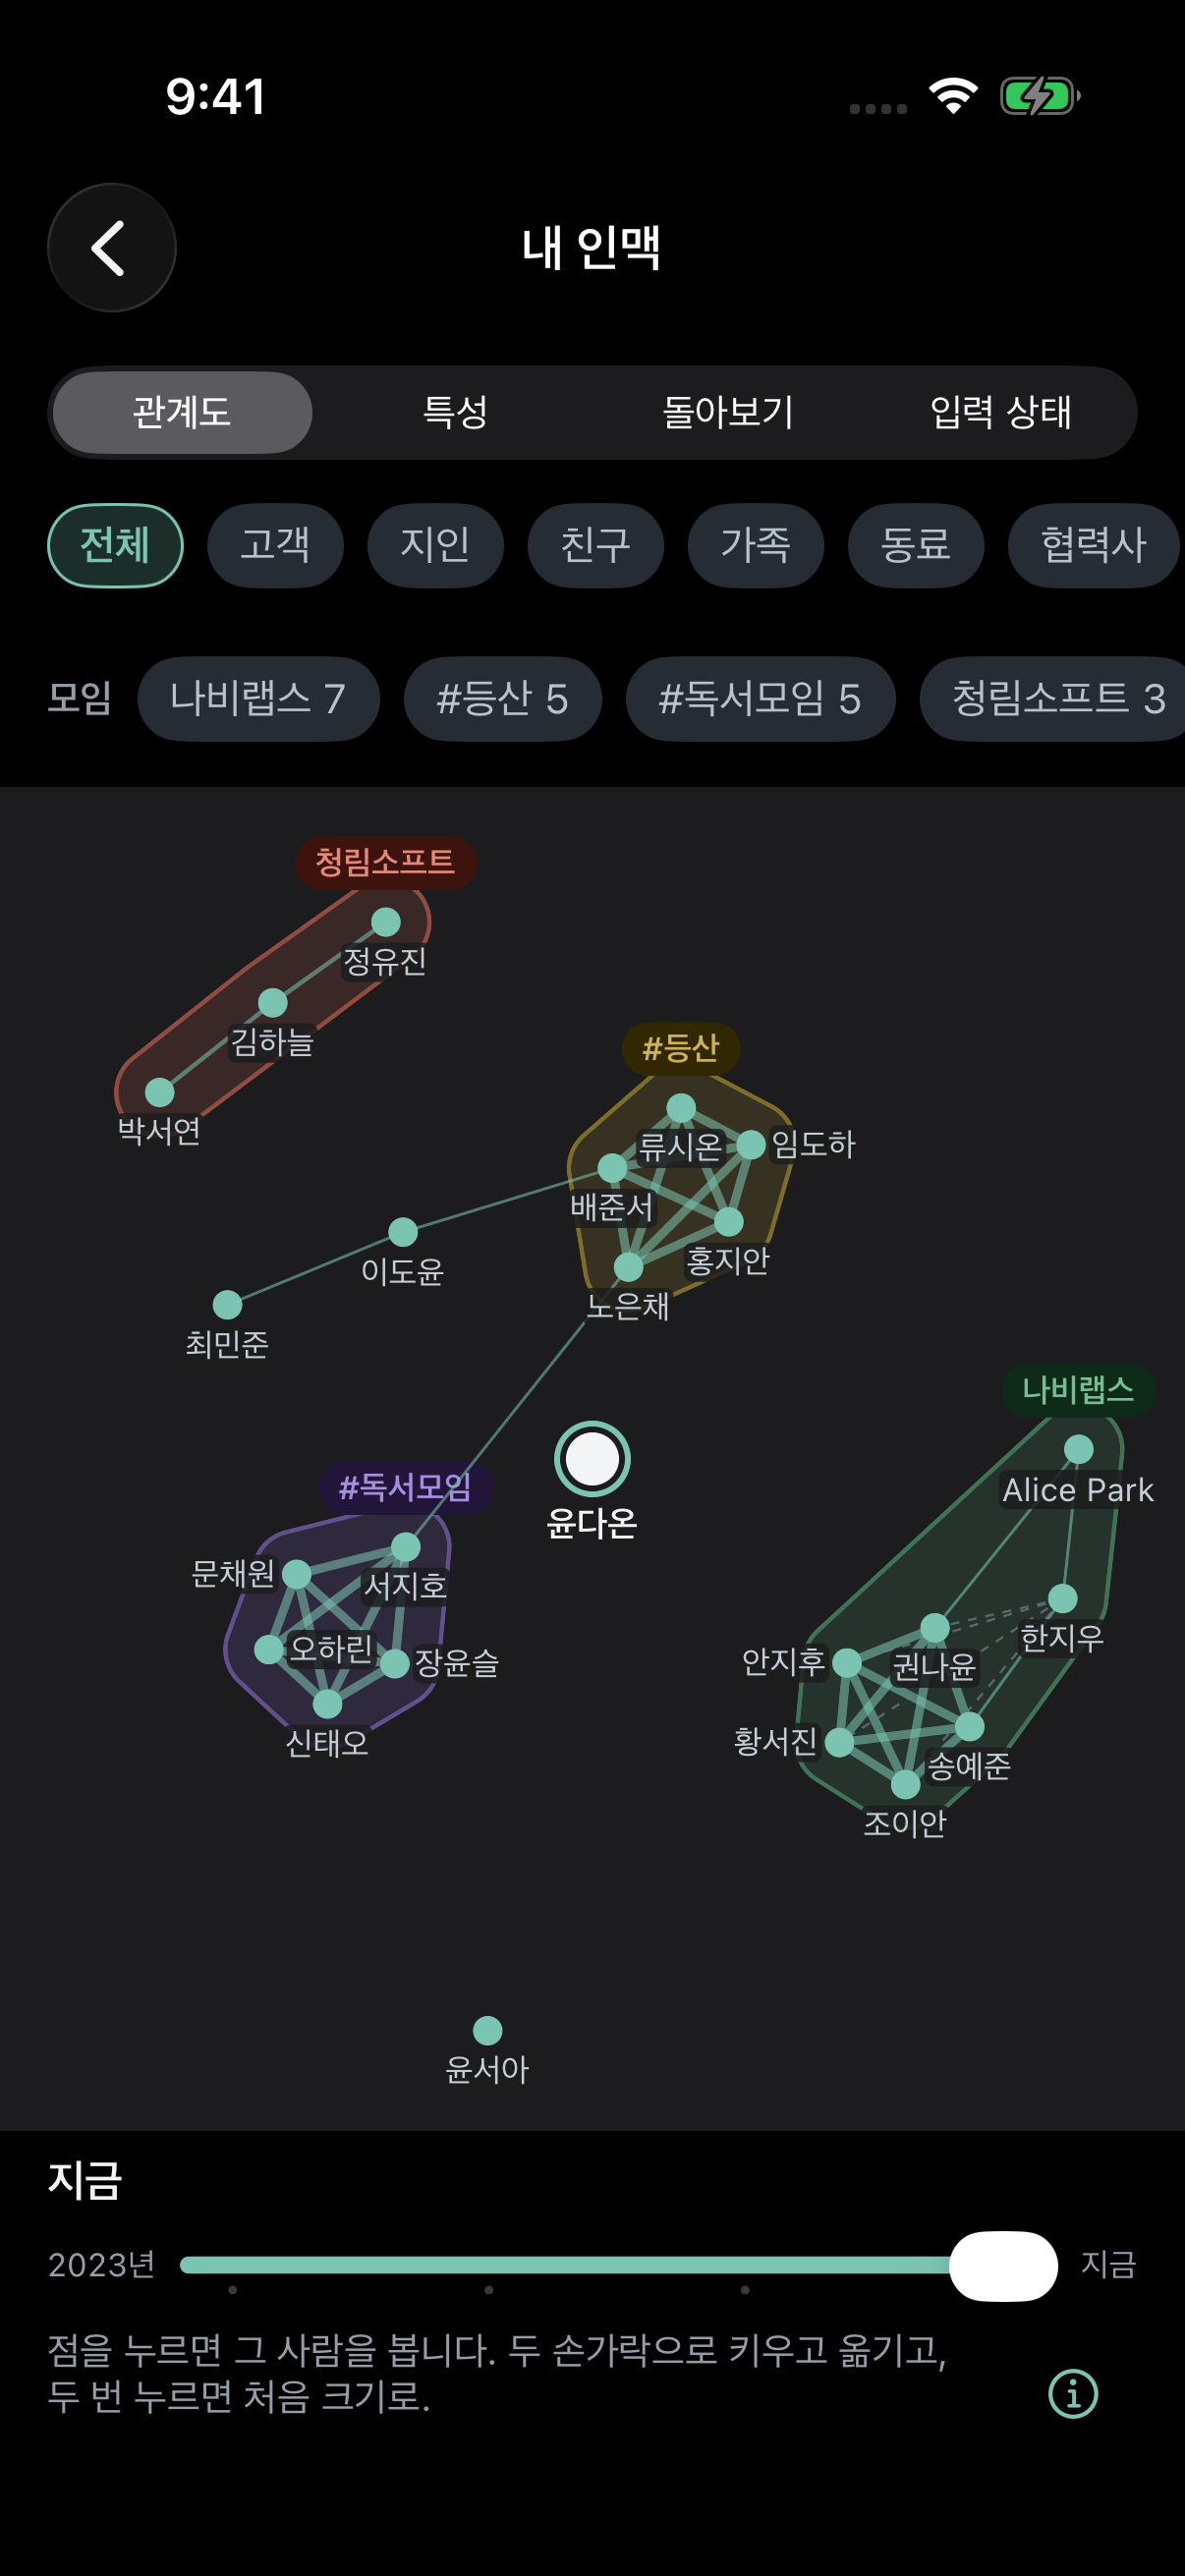 9:41
내 인맥
관계도 특성 돌아보기 입력 상태
전체 고객 지인 친구 가족 동료 협력사
모임 나비랩스 7 #등산 5 #독서모임 5 청림소프트 3
청림소프트
정유진
김하늘
박서연
#등산
류시온
임도하
배준서
홍지안
노은채
이도윤
최민준
나비랩스
Alice Park
#독서모임
윤다온
문채원
서지호
오하린
장윤슬
신태오
한지우
안지후
권나윤
황서진
송예준
조이안
윤서아
지금
2023년 지금
점을 누르면 그 사람을 봅니다. 두 손가락으로 키우고 옮기고,
두 번 누르면 처음 크기로.